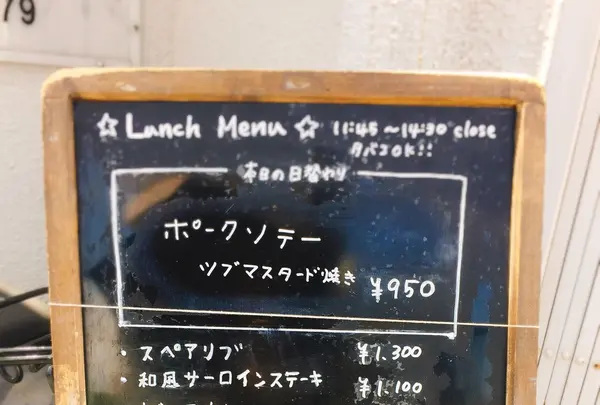 79
☆ Lunch Menu ☆ 11:45~14:30 close
タバコOK!!
本日の日替わり
ポークソテー
ツブマスタード焼き ¥950
・スペアリブ ¥1.300
・和風サーロインステーキ ¥1.100